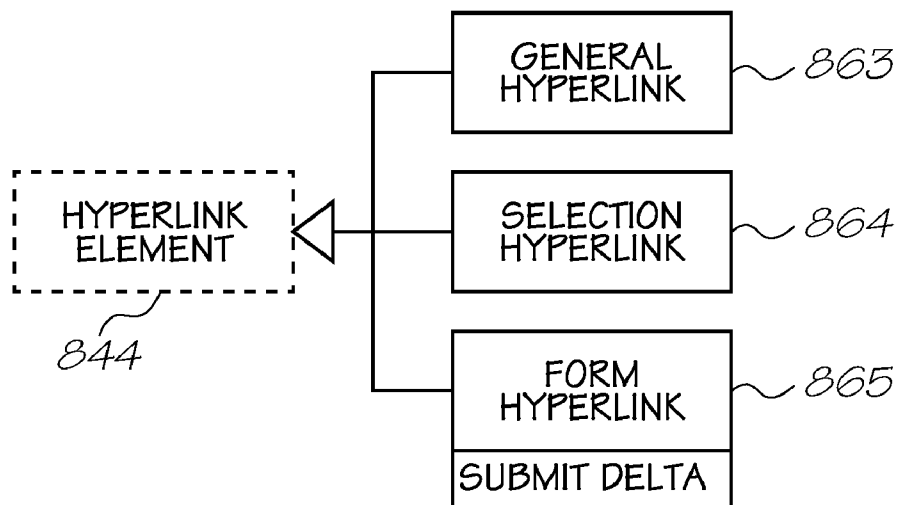 GENERAL
HYPERLINK
863
HYPERLINK
ELEMENT
844
SELECTION
HYPERLINK
864
FORM
HYPERLINK
865
SUBMIT DELTA